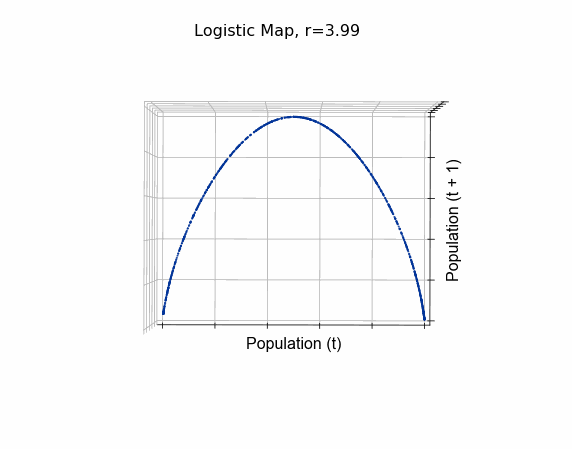 Logistic Map, r=3.99
Population (t + 1)
Population (t)